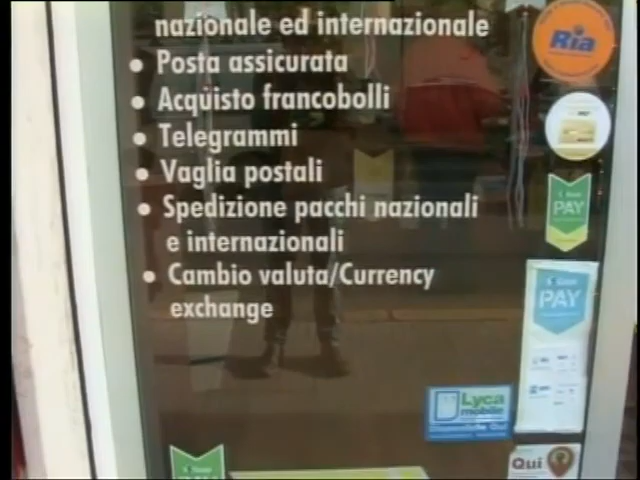 nazionale ed internazionale
• Posta assicurata
• Acquisto francobolli
• Telegrammi
• Vaglia postali
• Spedizione pacchi nazionali
e internazionali
• Cambio valuta/Currency
exchange
Ria
PAY
PAY
Lyca
mobile
Qui